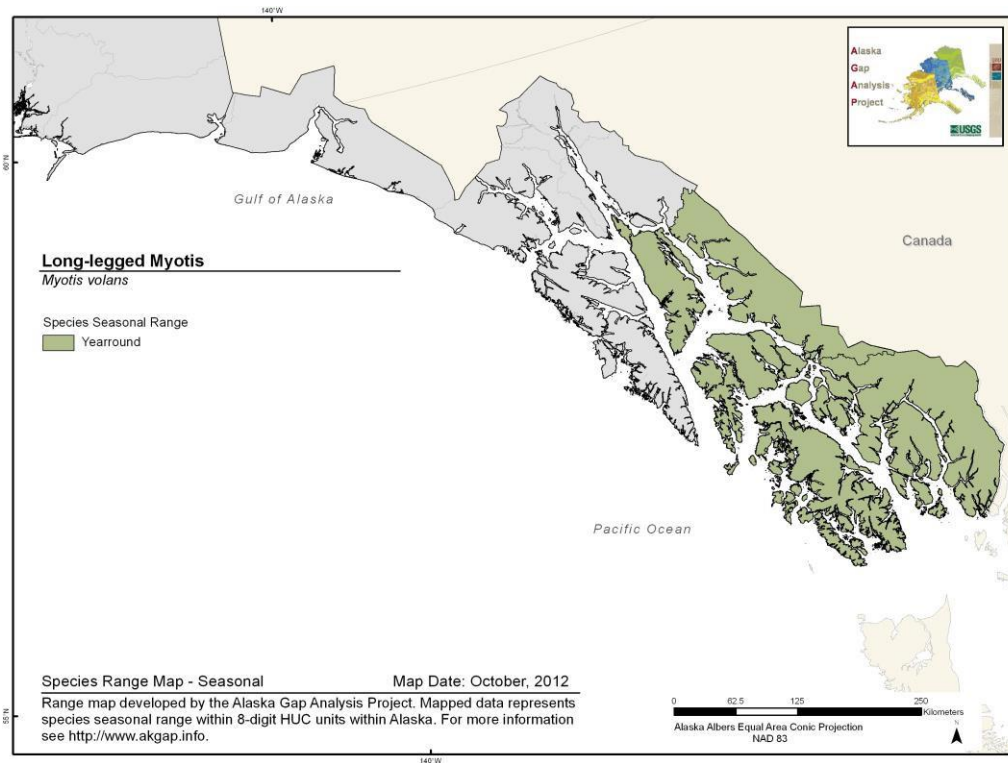 140°W
Alaska
Gap
Analysis
Project
USGS
60°N
Gulf of Alaska
Canada
Long-legged Myotis
Myotis volans
Species Seasonal Range
Yearround
Pacific Ocean
Species Range Map - Seasonal Map Date: October, 2012
Range map developed by the Alaska Gap Analysis Project. Mapped data represents
species seasonal range within 8-digit HUC units within Alaska. For more information
see http://www.akgap.info.
0 62.5 125 250
Kilometers
Alaska Albers Equal Area Conic Projection
NAD 83
N
55°N
140°W